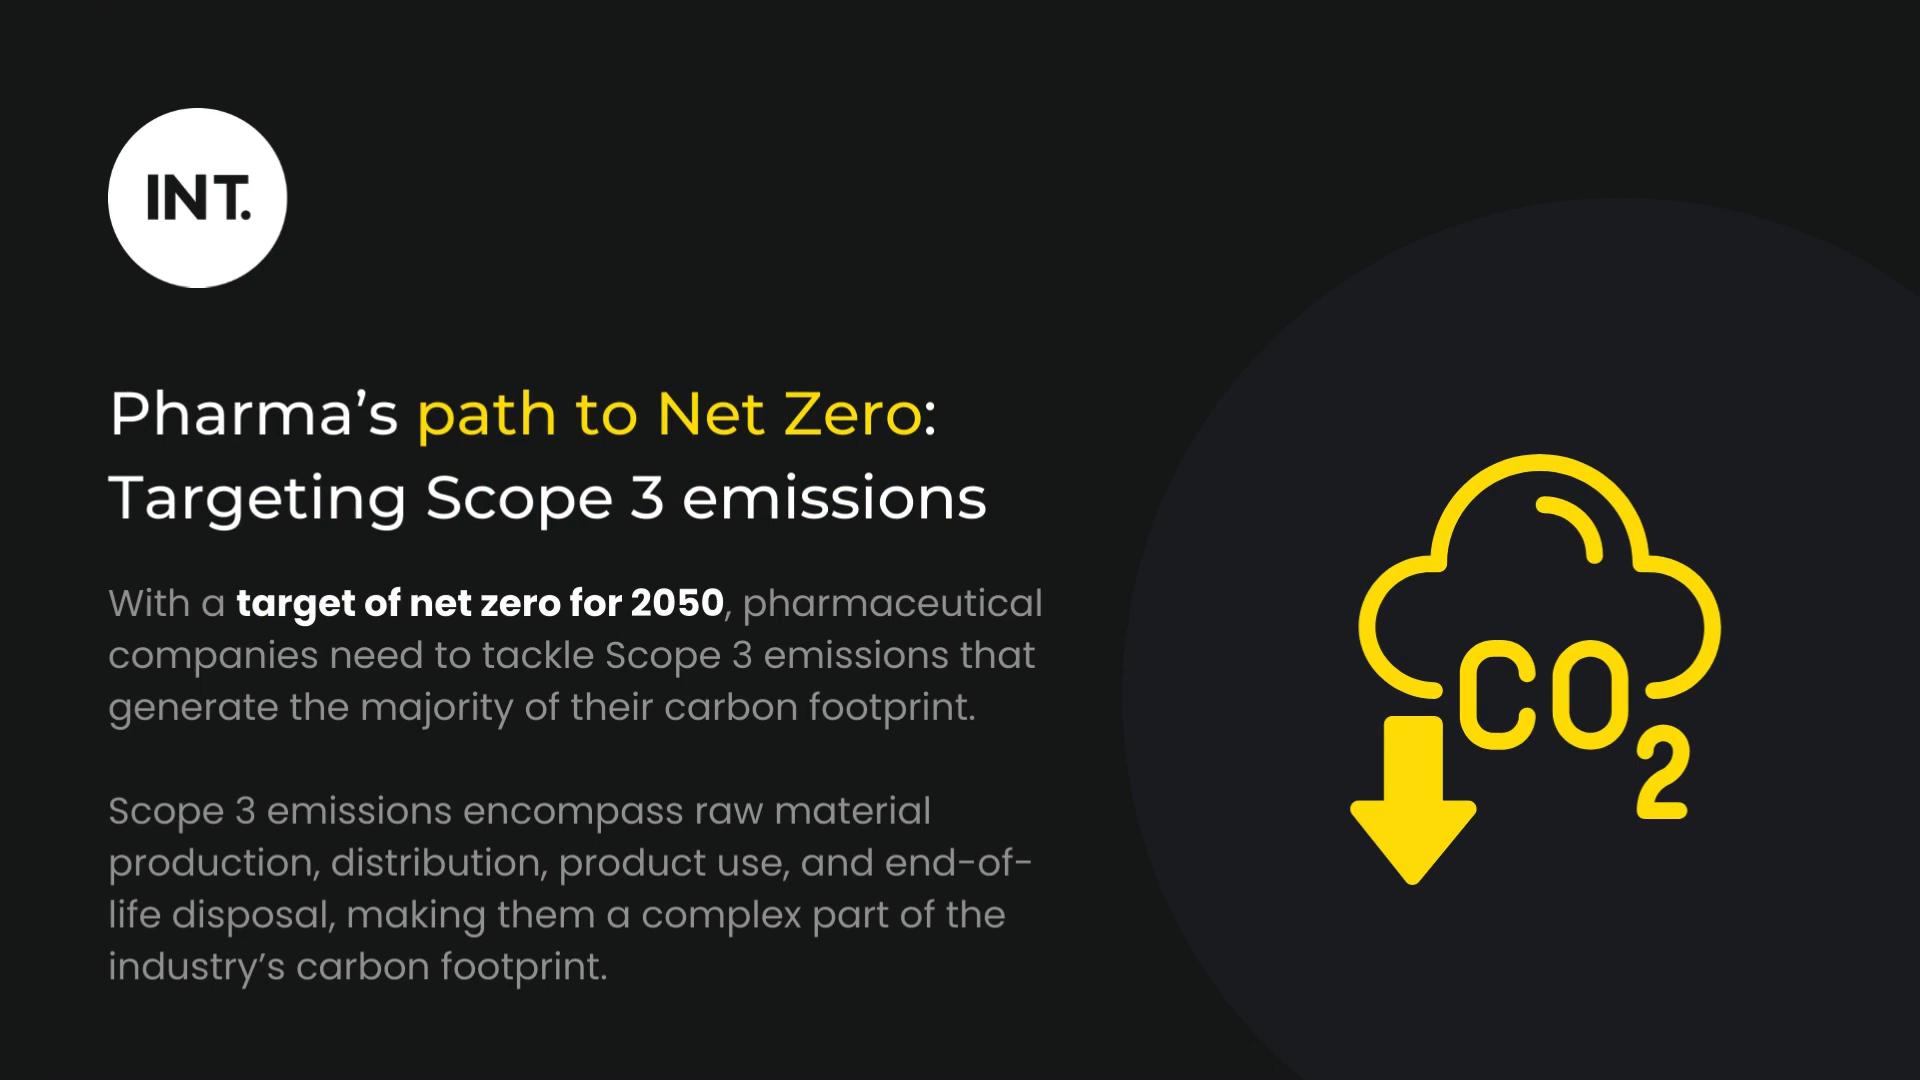 INT.
Pharma’s path to Net Zero:
Targeting Scope 3 emissions
With a target of net zero for 2050, pharmaceutical
companies need to tackle Scope 3 emissions that
generate the majority of their carbon footprint.
Scope 3 emissions encompass raw material
production, distribution, product use, and end-of-
life disposal, making them a complex part of the
industry’s carbon footprint.
CO2